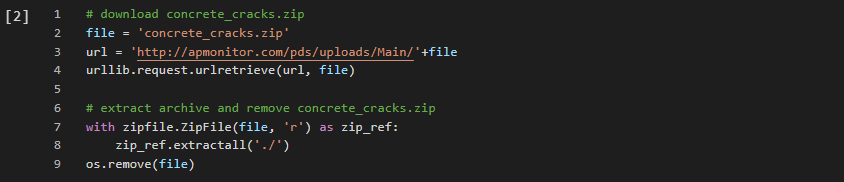 [2] 1 # download concrete_cracks.zip
2 file = 'concrete_cracks.zip'
3 url = 'http://apmonitor.com/pds/uploads/Main/'+file
4 urllib.request.urlretrieve(url, file)
5
6 # extract archive and remove concrete_cracks.zip
7 with zipfile.ZipFile(file, 'r') as zip_ref:
8     zip_ref.extractall('./')
9 os.remove(file)